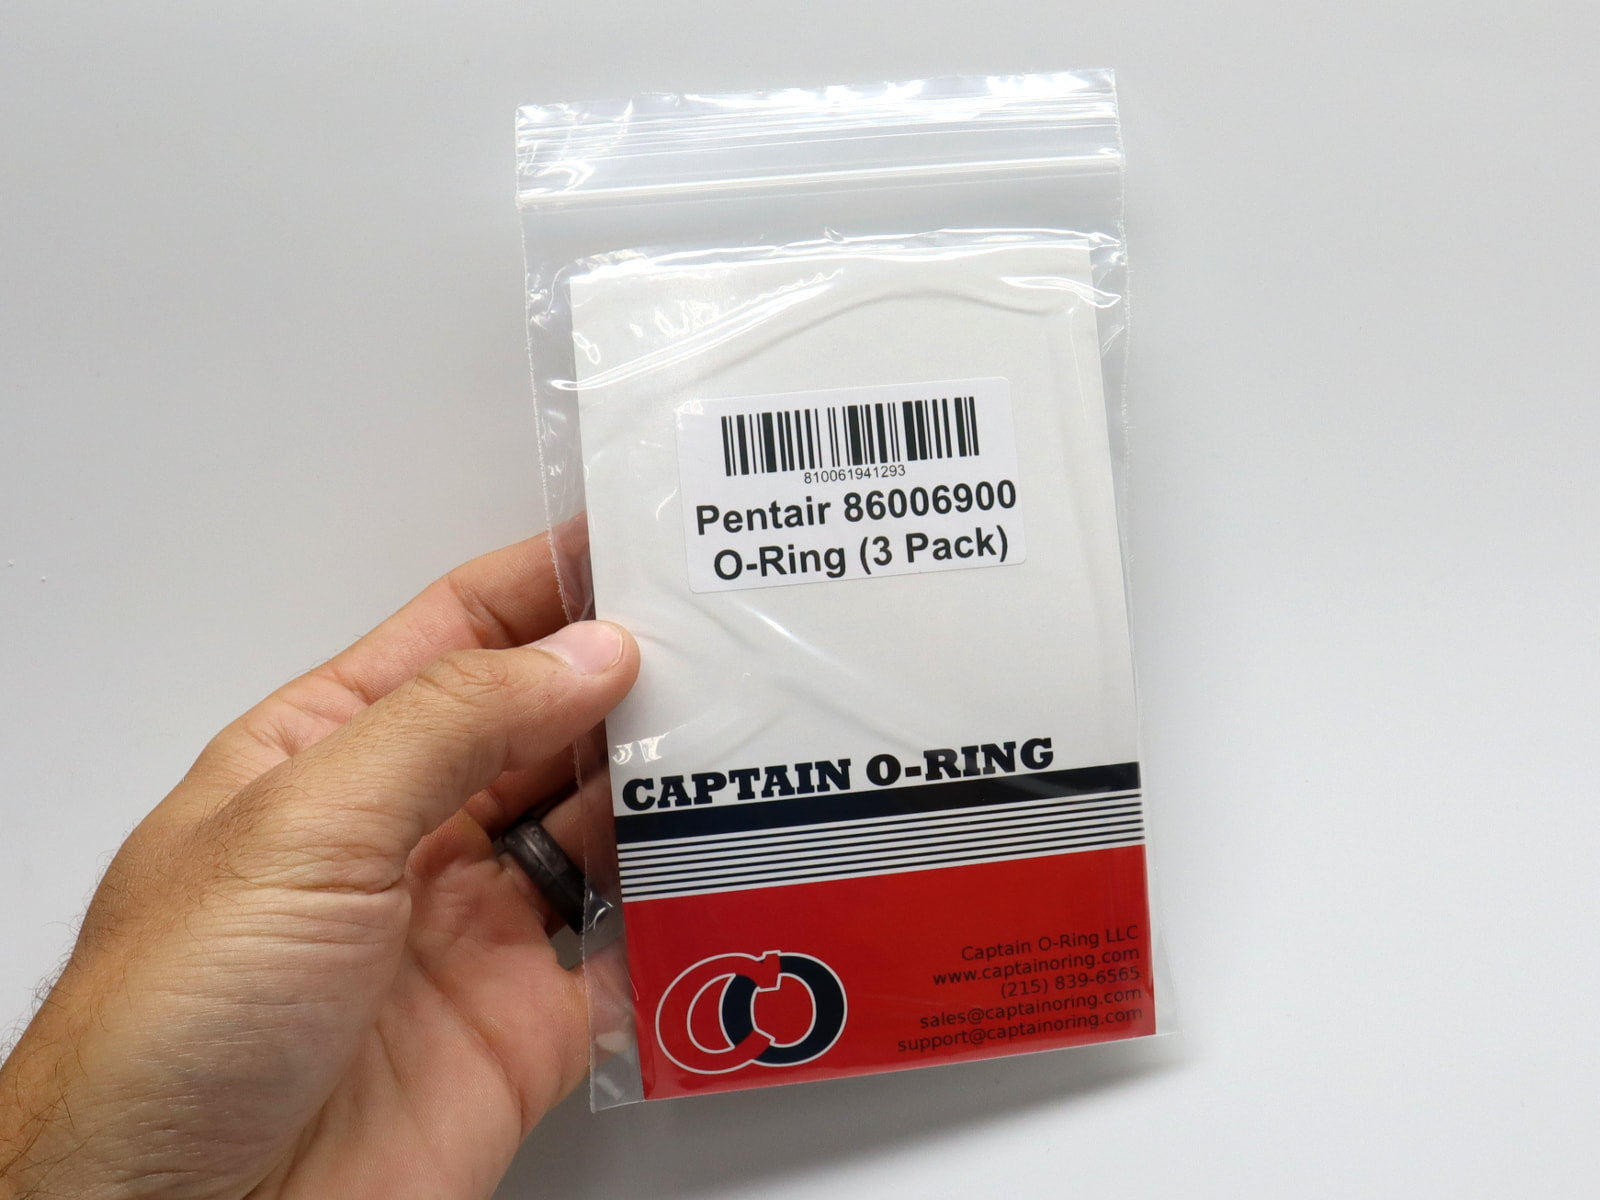 810061941293
Pentair 86006900
O-Ring (3 Pack)
CAPTAIN O-RING
CO
Captain O-Ring LLC
www.captainoring.com
(215) 839-6565
sales@captainoring.com
support@captainoring.com